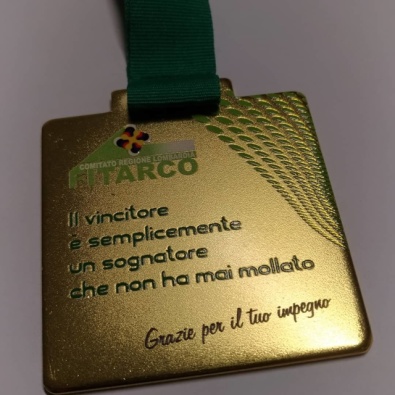 COMITATO REGIONE LOMBARDIA
FITARCO
Il vincitore
è semplicemente
un sognatore
che non ha mai mollato
Grazie per il tuo impegno